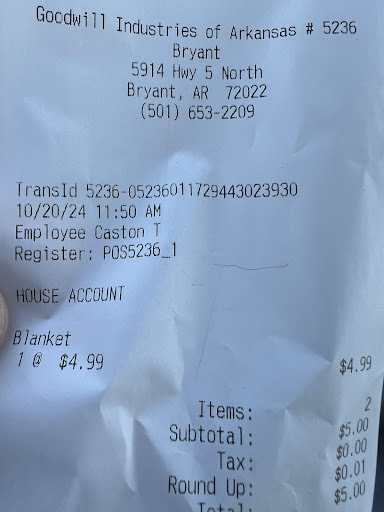 Goodwill Industries of Arkansas # 5236
Bryant
5914 Hwy 5 North
Bryant, AR 72022
(501) 653-2209
TransId 5236-05236011729443023930
10/20/24 11:50 AM
Employee Caston T
Register: POS5236_1
HOUSE ACCOUNT
Blanket
1 @ $4.99 $4.99
Items: 2
Subtotal: $5.00
Tax: $0.00
Round Up: $0.01
Total: $5.00